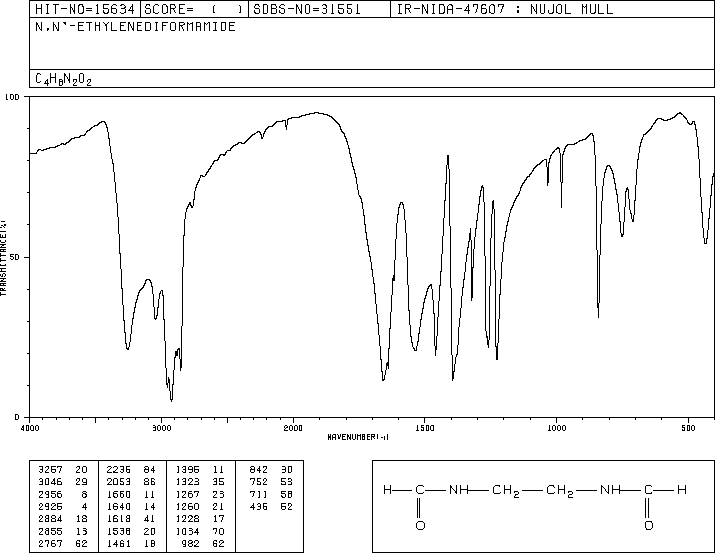 HIT-NO=15634 SCORE= ( ) SDBS-NO=31551 IR-NIDA-47607 : NUJOL MULL
N,N'-ETHYLENEDIFORMAMIDE
C4H8N2O2
100
50
0
TRANSMITTANCE(%)
4000 3000 2000 1500 1000 500
WAVENUMBER(-1)
3267 20 2236 84 1396 11 842 30
3046 29 2053 86 1323 35 752 53
2956 8 1660 11 1267 23 711 58
2925 4 1640 14 1260 21 436 52
2884 18 1618 41 1228 17
2855 13 1538 20 1034 70
2767 62 1461 18 982 62
H—C—NH—CH2—CH2—NH—C—H
O O